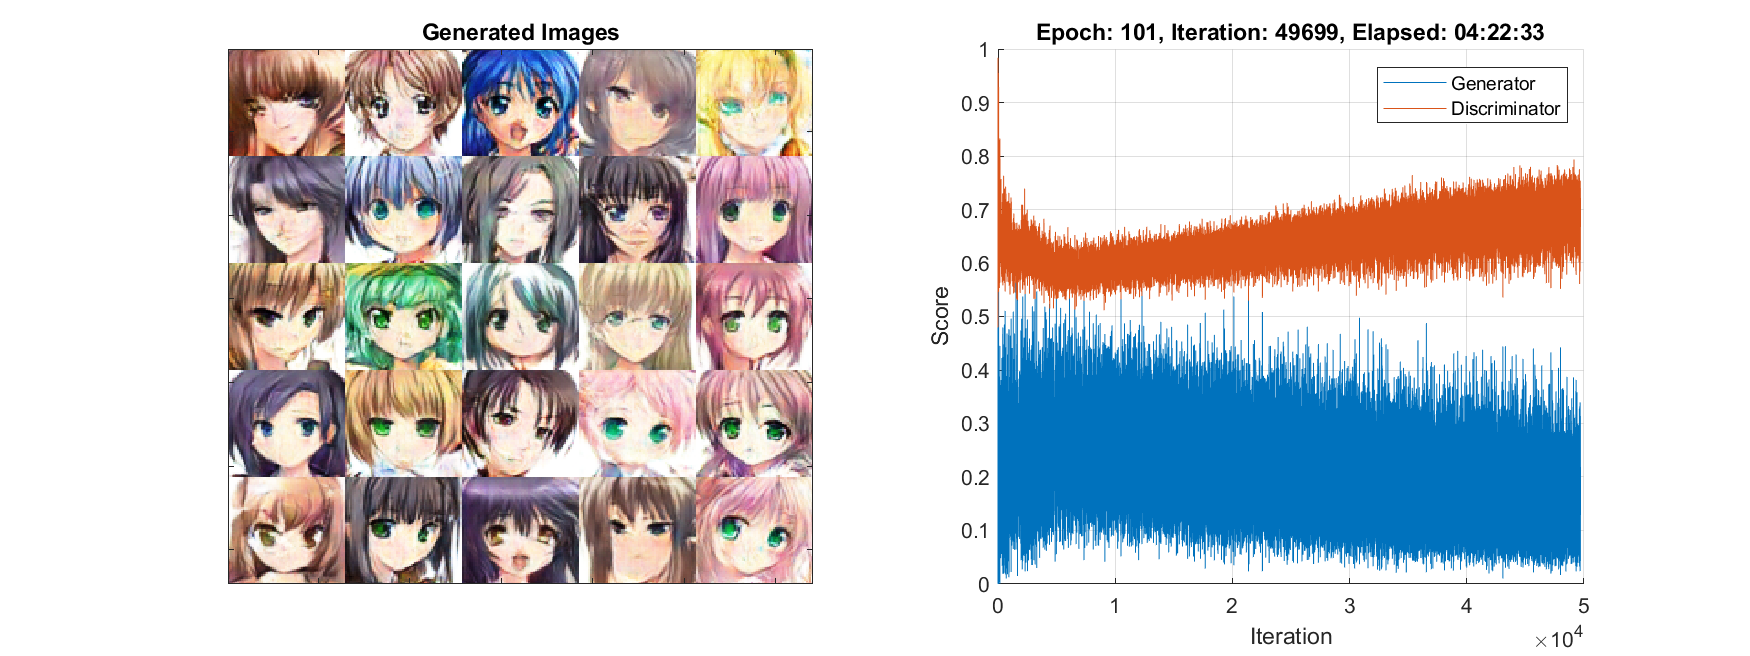 Generated Images
Epoch: 101, Iteration: 49699, Elapsed: 04:22:33
Generator
Discriminator
Score
1
0.9
0.8
0.7
0.6
0.5
0.4
0.3
0.2
0.1
0
0 1 2 3 4 5
Iteration
×10⁴